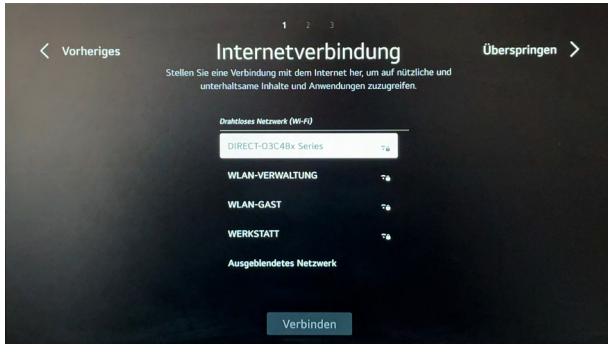 1 2 3
Vorheriges
Internetverbindung
Überspringen
Stellen Sie eine Verbindung mit dem Internet her, um auf nützliche und
unterhaltsame Inhalte und Anwendungen zuzugreifen.
Drahtloses Netzwerk (Wi-Fi)
DIRECT-03C48x Series
WLAN-VERWALTUNG
WLAN-GAST
WERKSTATT
Ausgeblendetes Netzwerk
Verbinden